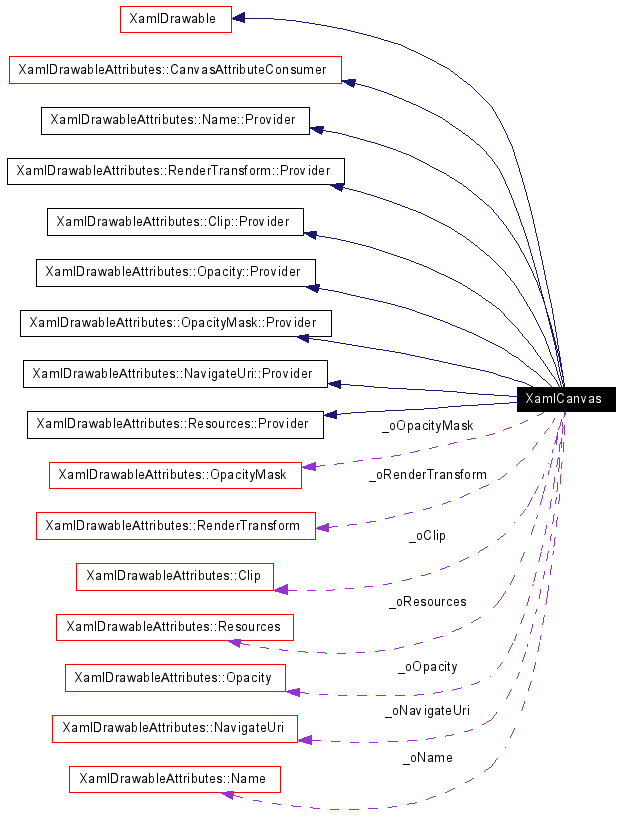 XamlDrawable
XamlDrawableAttributes::CanvasAttributeConsumer
XamlDrawableAttributes::Name::Provider
XamlDrawableAttributes::RenderTransform::Provider
XamlDrawableAttributes::Clip::Provider
XamlDrawableAttributes::Opacity::Provider
XamlDrawableAttributes::OpacityMask::Provider
XamlDrawableAttributes::NavigateUri::Provider
XamlCanvas
XamlDrawableAttributes::Resources::Provider
_oOpacityMask
XamlDrawableAttributes::OpacityMask
_oRenderTransform
XamlDrawableAttributes::RenderTransform
_oClip
XamlDrawableAttributes::Clip
_oResources
XamlDrawableAttributes::Resources
_oOpacity
XamlDrawableAttributes::Opacity
_oNavigateUri
XamlDrawableAttributes::NavigateUri
_oName
XamlDrawableAttributes::Name